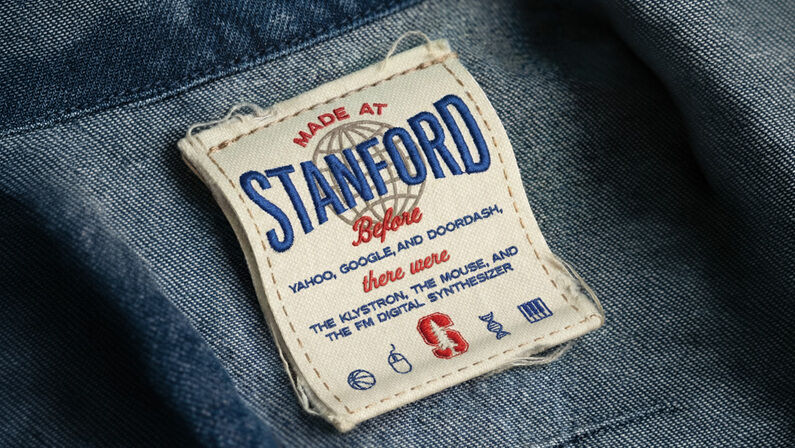 MADE AT
STANFORD
Before
YAHOO, GOOGLE, AND DOORDASH,
there were
THE KLYSTRON, THE MOUSE, AND
THE FM DIGITAL SYNTHESIZER
S